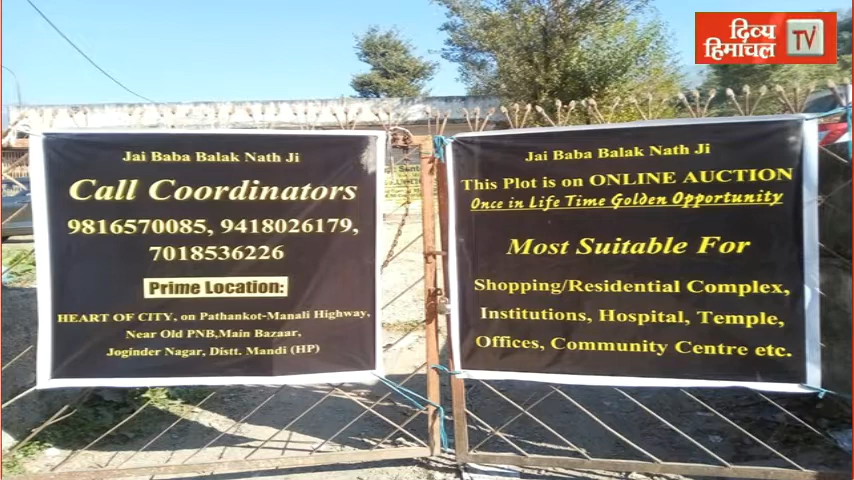 दिव्य
हिमाचल
TV
Jai Baba Balak Nath Ji
Call Coordinators
9816570085, 9418026179,
7018536226
Prime Location:
HEART OF CITY, on Pathankot-Manali Highway,
Near Old PNB,Main Bazaar,
Joginder Nagar, Distt. Mandi (HP)
Jai Baba Balak Nath Ji
This Plot is on ONLINE AUCTION
Once in Life Time Golden Opportunity
Most Suitable For
Shopping/Residential Complex,
Institutions, Hospital, Temple,
Offices, Community Centre etc.